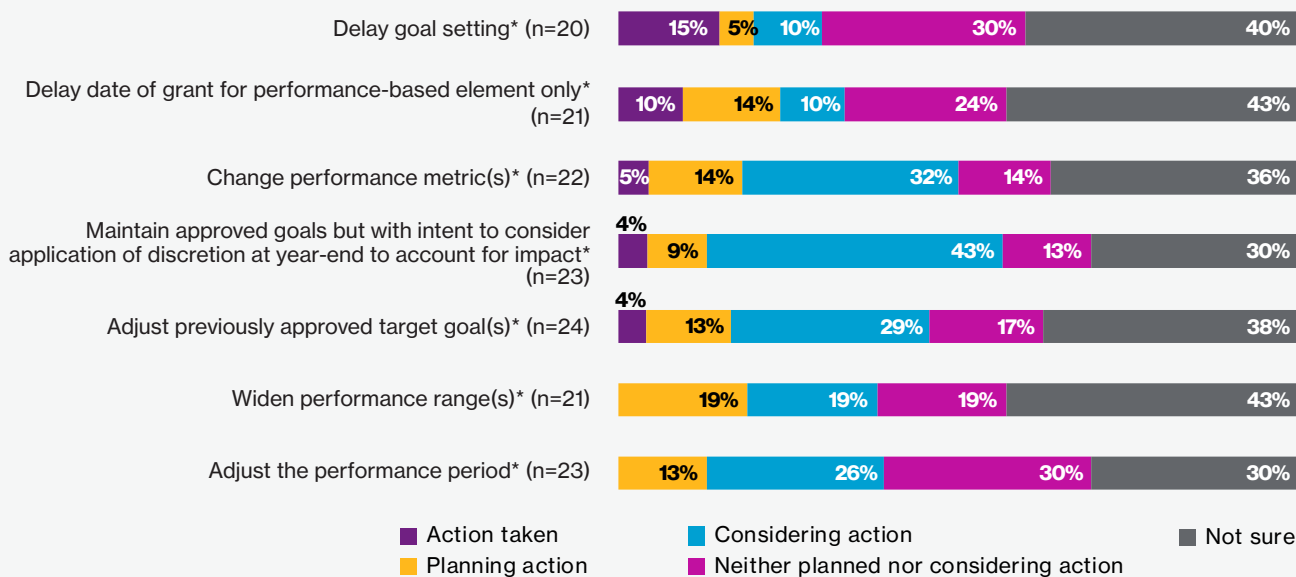 Delay goal setting* (n=20)
15% 5% 10% 30% 40%
Delay date of grant for performance-based element only*
(n=21)
10% 14% 10% 24% 43%
Change performance metric(s)* (n=22)
5% 14% 32% 14% 36%
Maintain approved goals but with intent to consider
application of discretion at year-end to account for impact*
(n=23)
4% 9% 43% 13% 30%
Adjust previously approved target goal(s)* (n=24)
4% 13% 29% 17% 38%
Widen performance range(s)* (n=21)
19% 19% 19% 43%
Adjust the performance period* (n=23)
13% 26% 30% 30%
Action taken
Planning action
Considering action
Neither planned nor considering action
Not sure